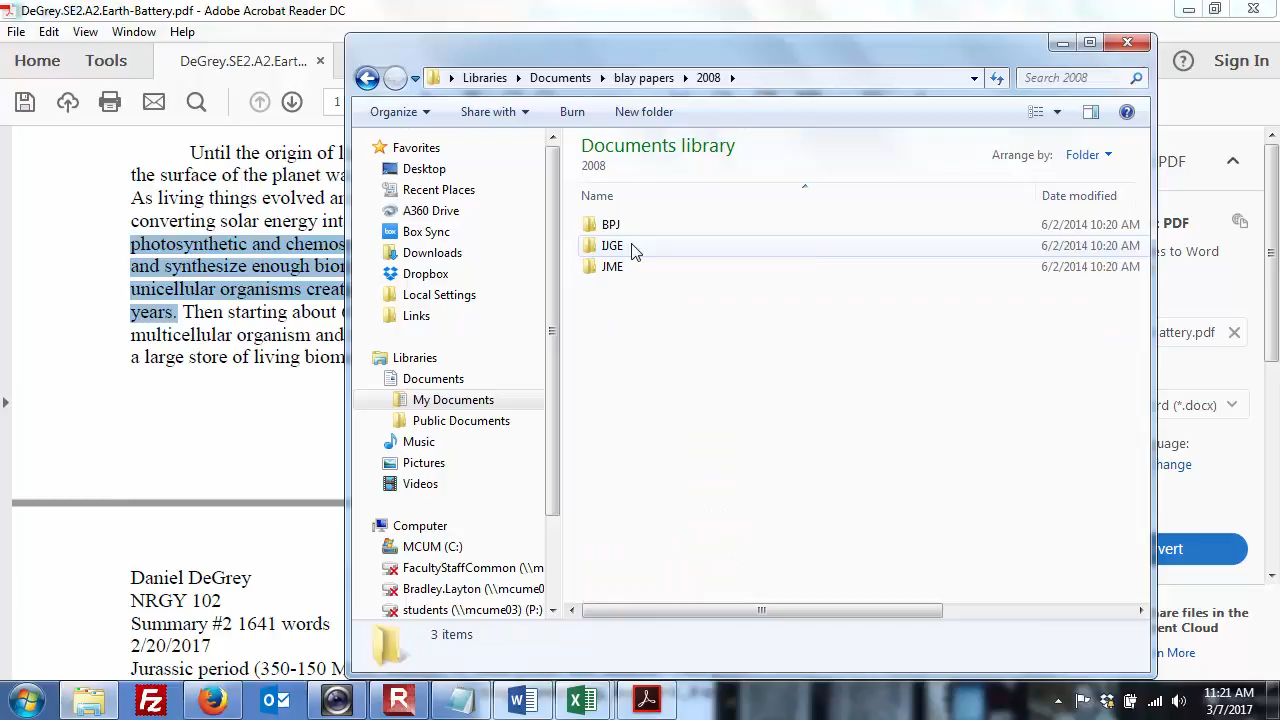 DeGrey.SE2.A2.Earth-Battery.pdf - Adobe Acrobat Reader DC
File Edit View Window Help
Home Tools DeGrey.SE2.A2.Eart... × ? Sign In
1
Libraries ▸ Documents ▸ blay papers ▸ 2008 ▸
Search 2008
Organize Share with Burn New folder
Favorites
Desktop
Recent Places
A360 Drive
Box Sync
Downloads
Dropbox
Local Settings
Links
Libraries
Documents
My Documents
Public Documents
Music
Pictures
Videos
Computer
MCUM (C:)
FacultyStaffCommon (\\m
Bradley.Layton (\\mcume0
students (\\mcume03) (P:)
Documents library
2008
Arrange by: Folder
Name Date modified
BPJ 6/2/2014 10:20 AM
IJGE 6/2/2014 10:20 AM
JME 6/2/2014 10:20 AM
3 items
Until the origin of l
the surface of the planet wa
As living things evolved a
converting solar energy int
photosynthetic and chemos
and synthesize enough bio
unicellular organisms creat
years. Then starting about
multicellular organism and
a large store of living biom
Daniel DeGrey
NRGY 102
Summary #2 1641 words
2/20/2017
Jurassic period (350-150 M
PDF
PDF
es to Word
attery.pdf
rd (*.docx)
uage:
hange
vert
hare files in the
ent Cloud
n More
11:21 AM
3/7/2017